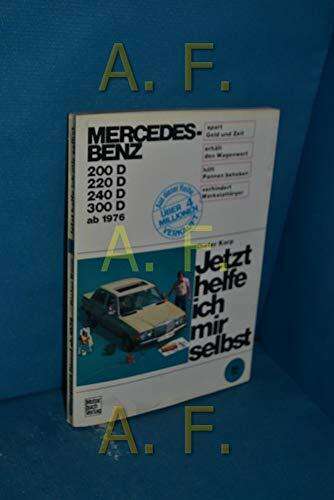 A. F.
MERCEDES-
BENZ
200 D
220 D
240 D
300 D
ab 1976
spart
Geld und Zeit
erhält
den Wagenwert
hilft
Pannen beheben
verhindert
Werkstattärger
Aus dieser Reihe
ÜBER 4
MILLIONEN
VERKAUFT
A. F.
Dieter Korp
Jetzt
helfe
ich
mir
selbst
A. F.
Motor
buch
Verlag
A. F.